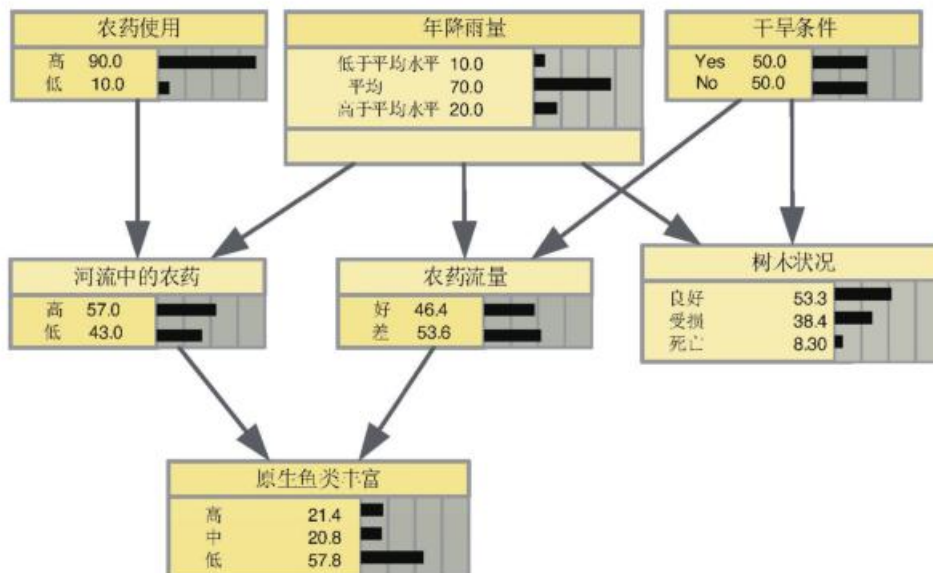 农药使用
高 90.0
低 10.0
年降雨量
低于平均水平 10.0
平均 70.0
高于平均水平 20.0
干旱条件
Yes 50.0
No 50.0
河流中的农药
高 57.0
低 43.0
农药流量
好 46.4
差 53.6
树木状况
良好 53.3
受损 38.4
死亡 8.30
原生鱼类丰富
高 21.4
中 20.8
低 57.8